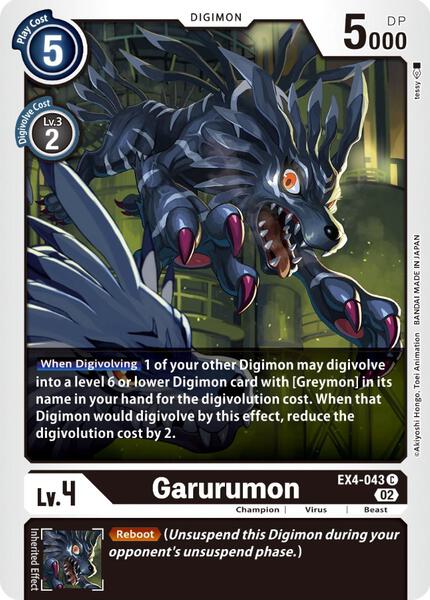 DIGIMON
Play Cost
5
5000
DP
Digivolve Cost
Lv.3
2
tessy
©Akiyoshi Hongo, Toei Animation BANDAI MADE IN JAPAN
When Digivolving 1 of your other Digimon may digivolve
into a level 6 or lower Digimon card with [Greymon] in its
name in your hand for the digivolution cost. When that
Digimon would digivolve by this effect, reduce the
digivolution cost by 2.
Lv.4
Garurumon
EX4-043 C
02
Champion | Virus | Beast
Inherited Effect
Reboot (Unsuspend this Digimon during your
opponent's unsuspend phase.)